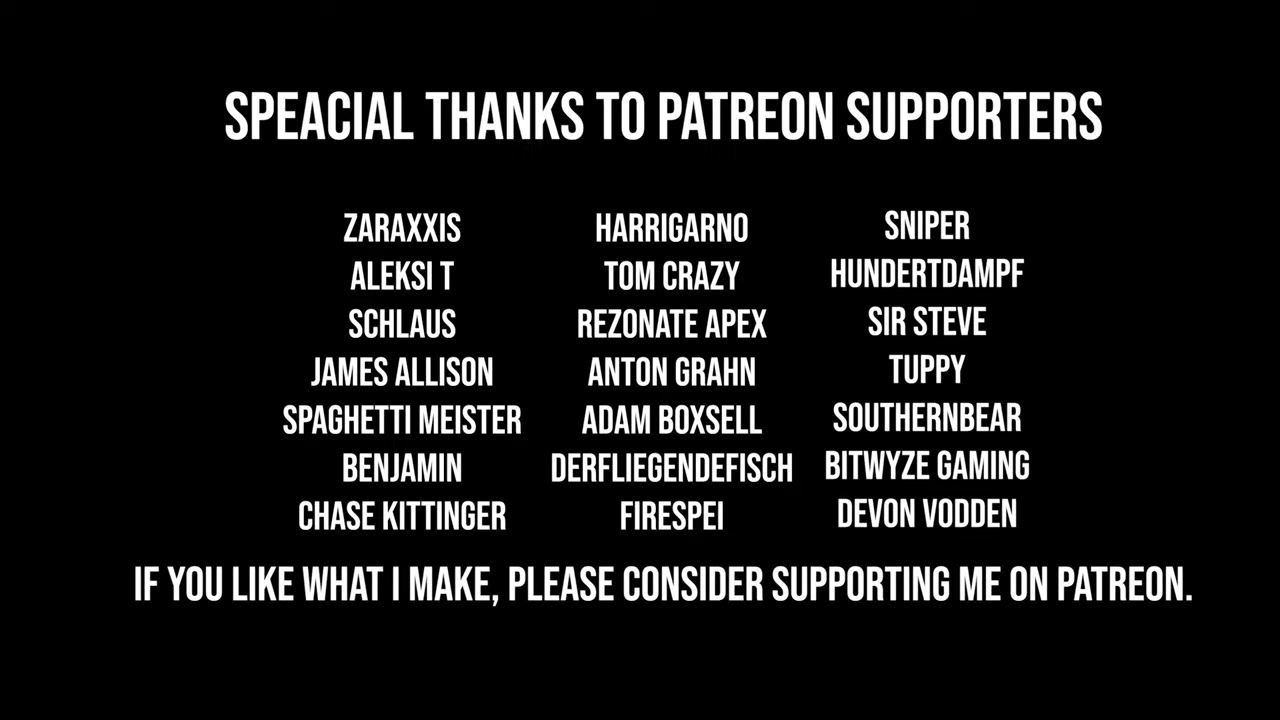 SPEACIAL THANKS TO PATREON SUPPORTERS
ZARAXXIS
ALEKSI T
SCHLAUS
JAMES ALLISON
SPAGHETTI MEISTER
BENJAMIN
CHASE KITTINGER
HARRIGARNO
TOM CRAZY
REZONATE APEX
ANTON GRAHN
ADAM BOXSELL
DERFLIEGENDEFISCH
FIRESPEI
SNIPER
HUNDERTDAMPF
SIR STEVE
TUPPY
SOUTHERNBEAR
BITWYZE GAMING
DEVON VODDEN
IF YOU LIKE WHAT I MAKE, PLEASE CONSIDER SUPPORTING ME ON PATREON.